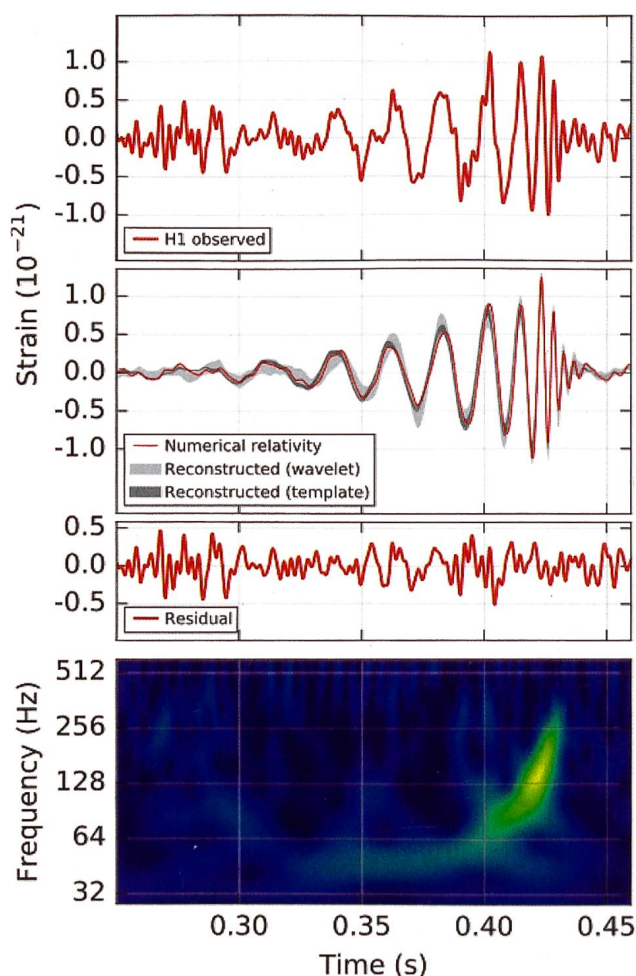 1.0
0.5
0.0
-0.5
-1.0
H1 observed
Strain (10⁻²¹)
1.0
0.5
0.0
-0.5
-1.0
Numerical relativity
Reconstructed (wavelet)
Reconstructed (template)
0.5
0.0
-0.5
Residual
Frequency (Hz)
512
256
128
64
32
0.30 0.35 0.40 0.45
Time (s)